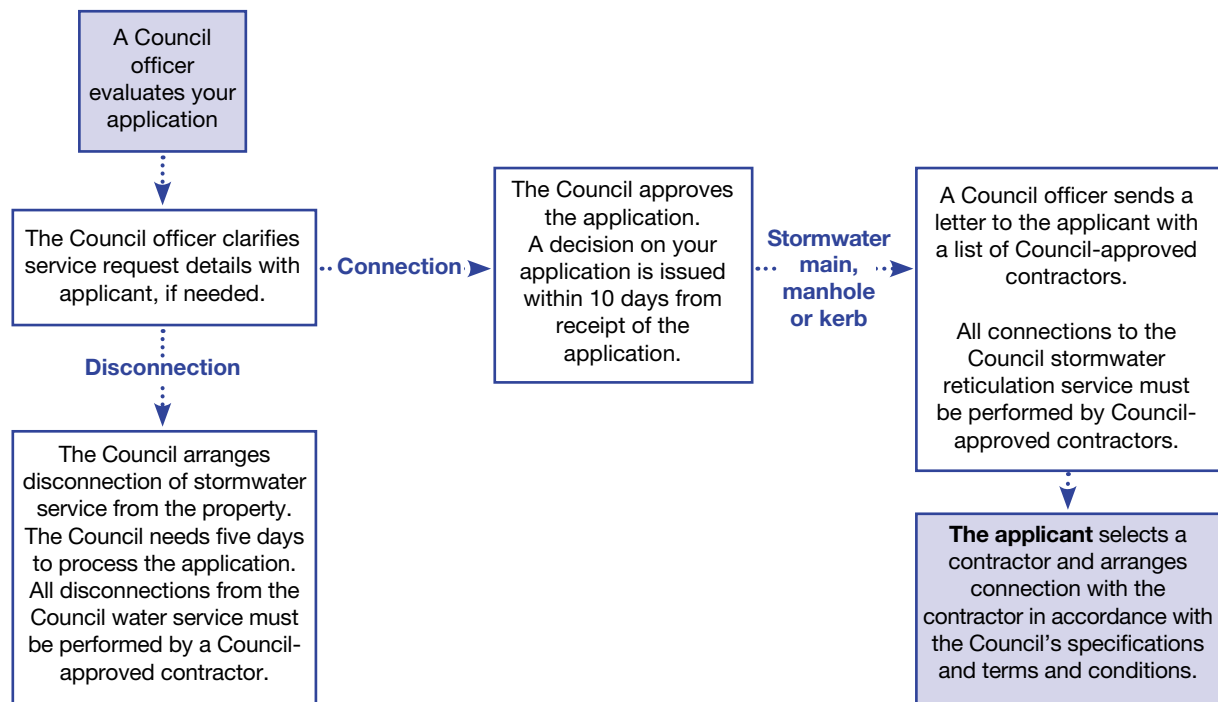 A Council
officer
evaluates your
application
The Council officer clarifies
service request details with
applicant, if needed.
Connection
Disconnection
The Council arranges
disconnection of stormwater
service from the property.
The Council needs five days
to process the application.
All disconnections from the
Council water service must
be performed by a Council-
approved contractor.
The Council approves
the application.
A decision on your
application is issued
within 10 days from
receipt of the
application.
Stormwater
main,
manhole
or kerb
A Council officer sends a
letter to the applicant with
a list of Council-approved
contractors.
All connections to the
Council stormwater
reticulation service must
be performed by Council-
approved contractors.
The applicant selects a
contractor and arranges
connection with the
contractor in accordance with
the Council’s specifications
and terms and conditions.